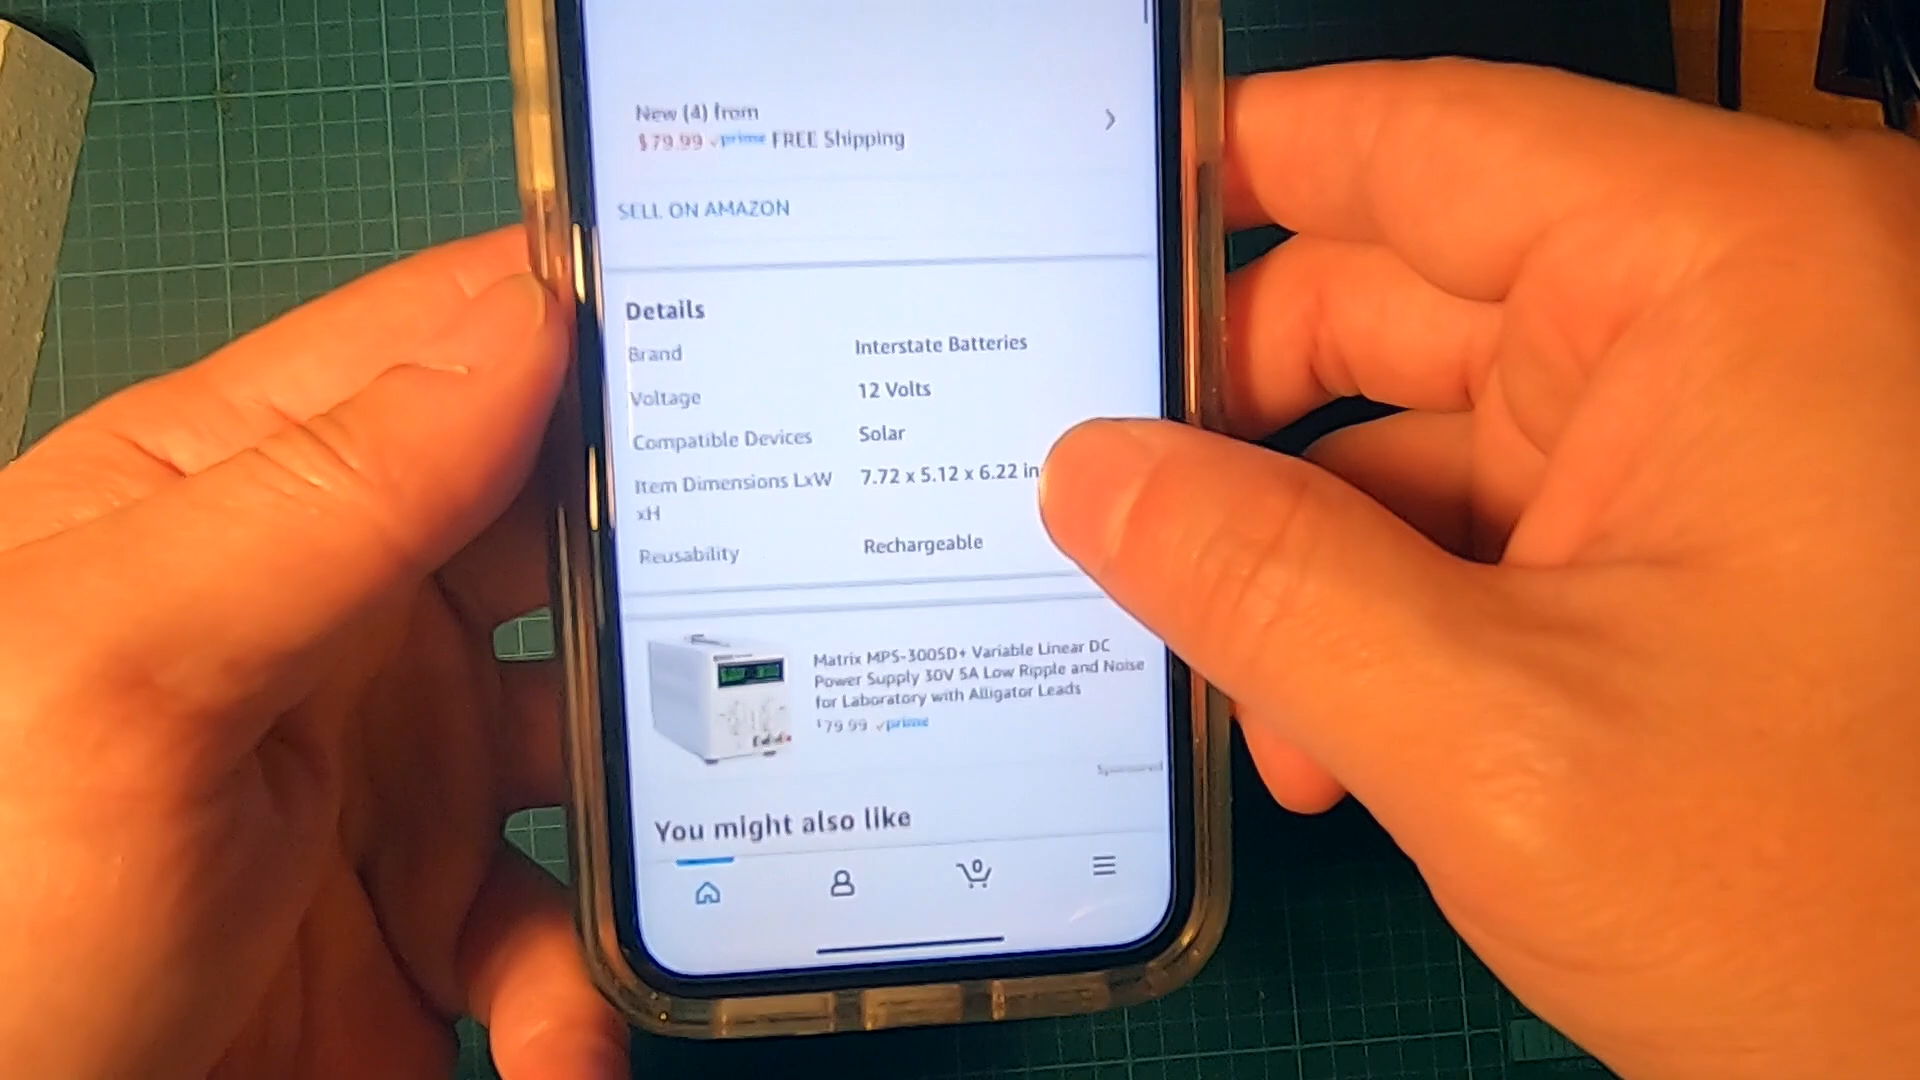 New (4) from
$79.99 ✓prime FREE Shipping
SELL ON AMAZON
Details
Brand Interstate Batteries
Voltage 12 Volts
Compatible Devices Solar
Item Dimensions LxW 7.72 x 5.12 x 6.22 in
xH
Reusability Rechargeable
Matrix MPS-3005D+ Variable Linear DC
Power Supply 30V 5A Low Ripple and Noise
for Laboratory with Alligator Leads
$79.99 ✓prime
Sponsored
You might also like
0